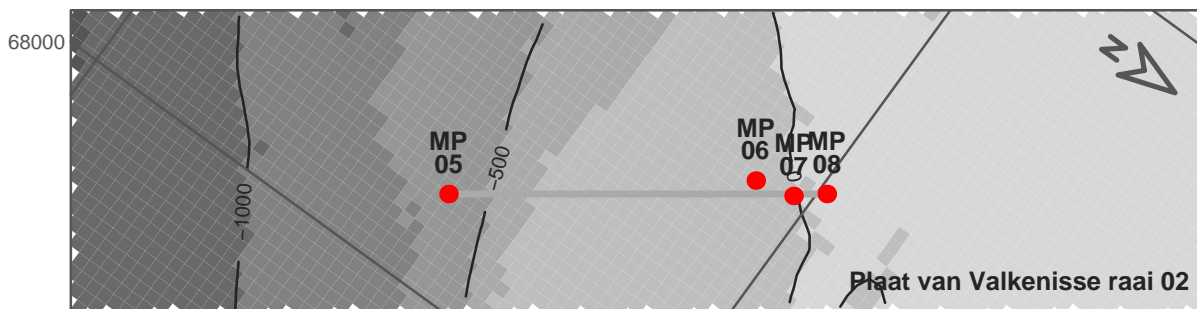 68000
N
MP
05
MP
06
MP
07
MP
08
−1000
−500
0
Plaat van Valkenisse raai 02